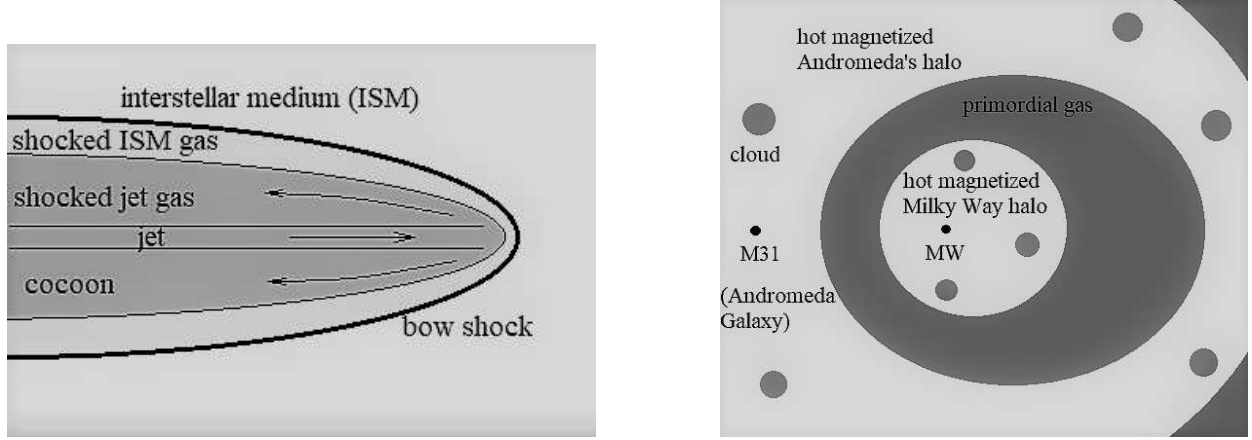 interstellar medium (ISM)
shocked ISM gas
shocked jet gas
jet
cocoon
bow shock
hot magnetized
Andromeda's halo
primordial gas
cloud
hot magnetized
Milky Way halo
M31
MW
(Andromeda
Galaxy)